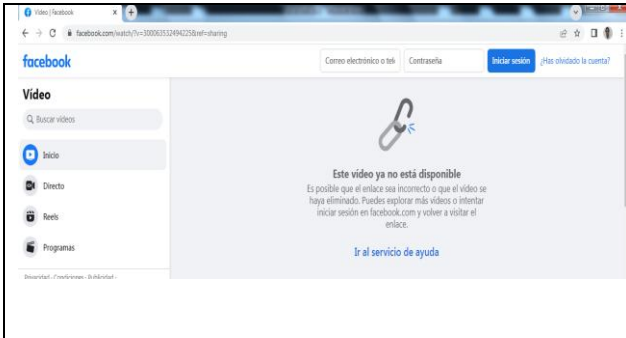 Vídeo | Facebook
facebook.com/watch/?v=300063532494225&ref=sharing
facebook
Correo electrónico o telé
Contraseña
Iniciar sesión
¿Has olvidado la cuenta?
Vídeo
Buscar vídeos
Inicio
Directo
Reels
Programas
Privacidad · Condiciones · Publicidad ·
Este vídeo ya no está disponible
Es posible que el enlace sea incorrecto o que el vídeo se
haya eliminado. Puedes explorar más vídeos o intentar
iniciar sesión en facebook.com y volver a visitar el
enlace.
Ir al servicio de ayuda